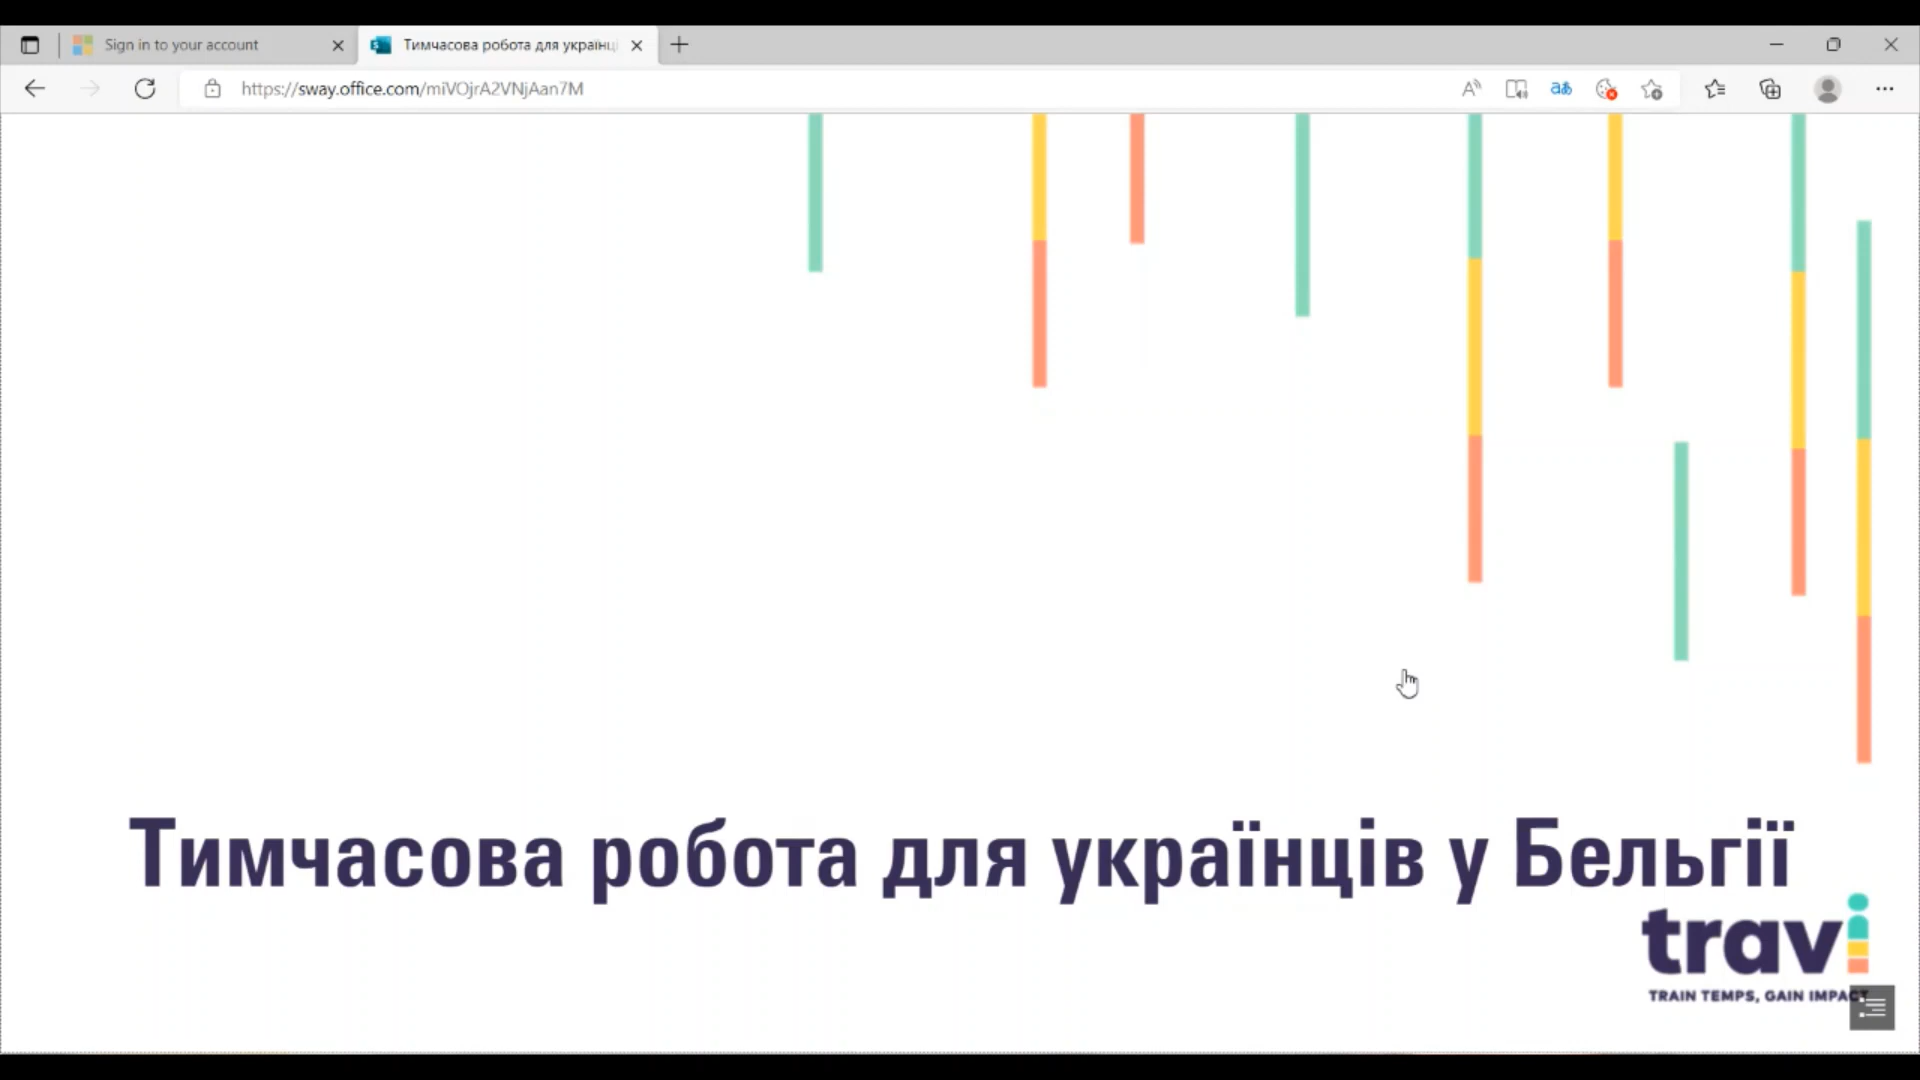 Sign in to your account
Тимчасова робота для українці
https://sway.office.com/miVOjrA2VNjAan7M
Тимчасова робота для українців у Бельгії
travi
TRAIN TEMPS, GAIN IMPACT